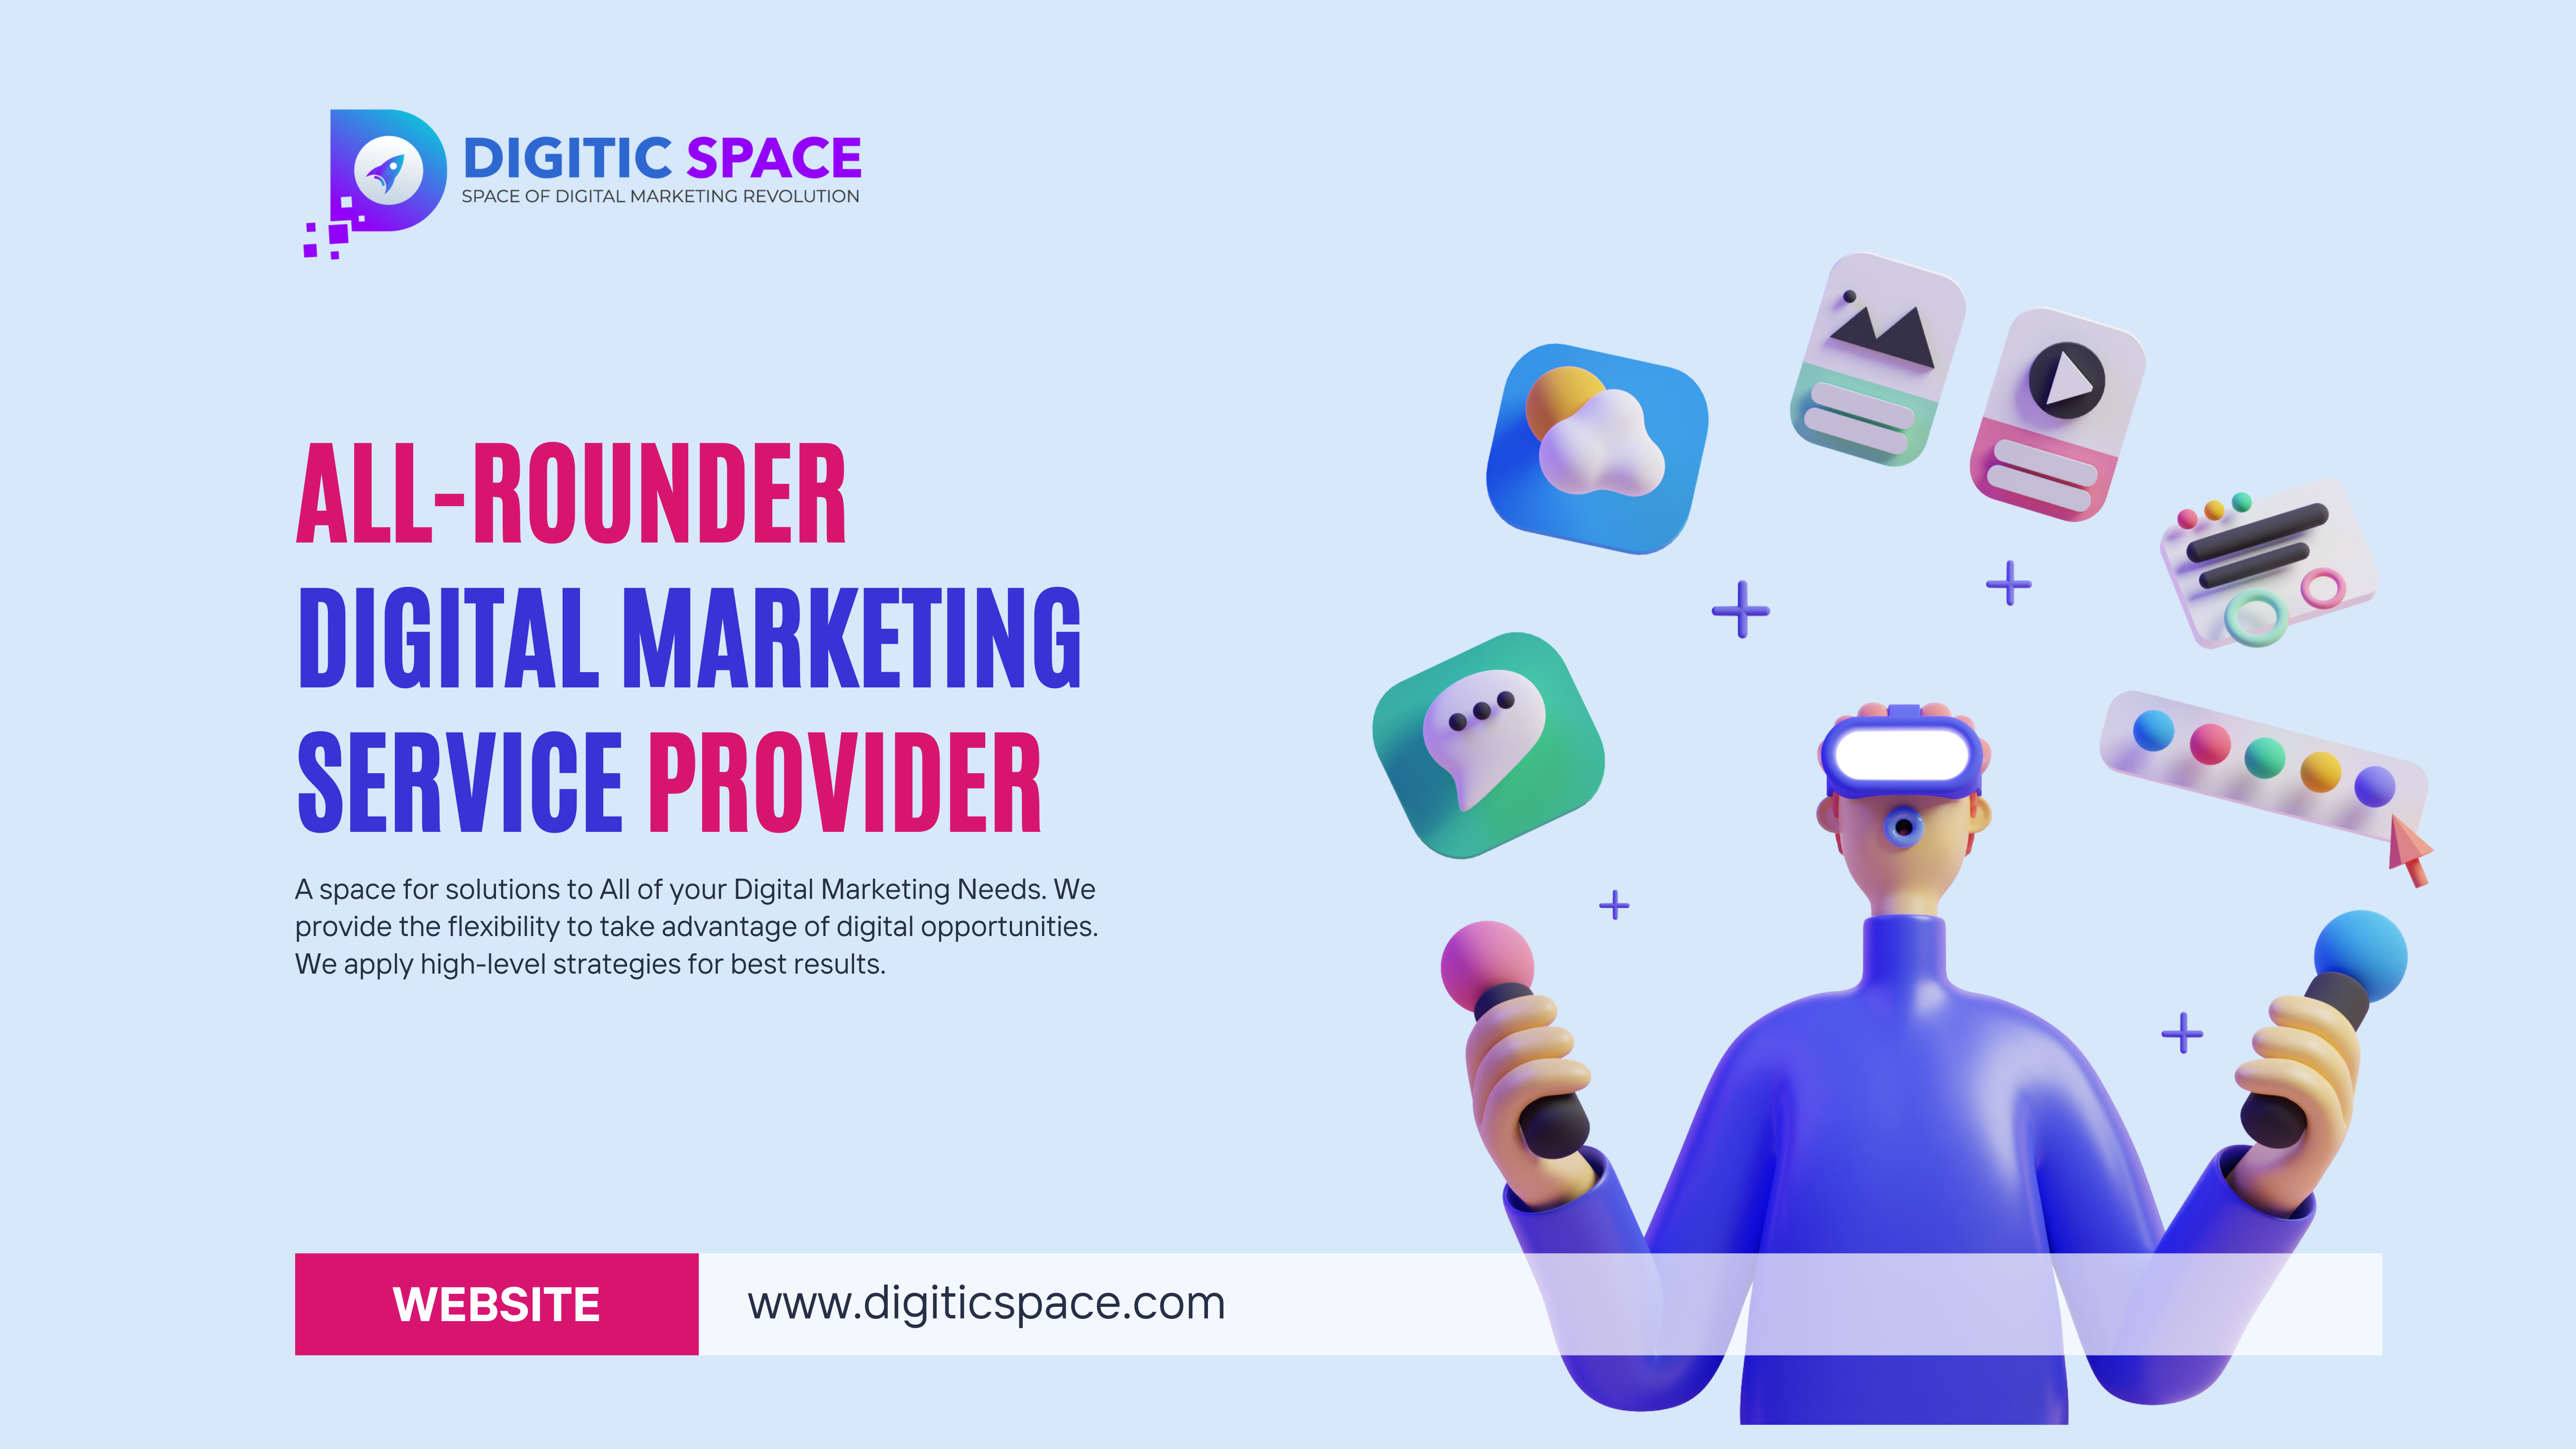 DIGITIC SPACE
SPACE OF DIGITAL MARKETING REVOLUTION
ALL-ROUNDER
DIGITAL MARKETING
SERVICE PROVIDER
A space for solutions to All of your Digital Marketing Needs. We
provide the flexibility to take advantage of digital opportunities.
We apply high-level strategies for best results.
WEBSITE
www.digiticspace.com